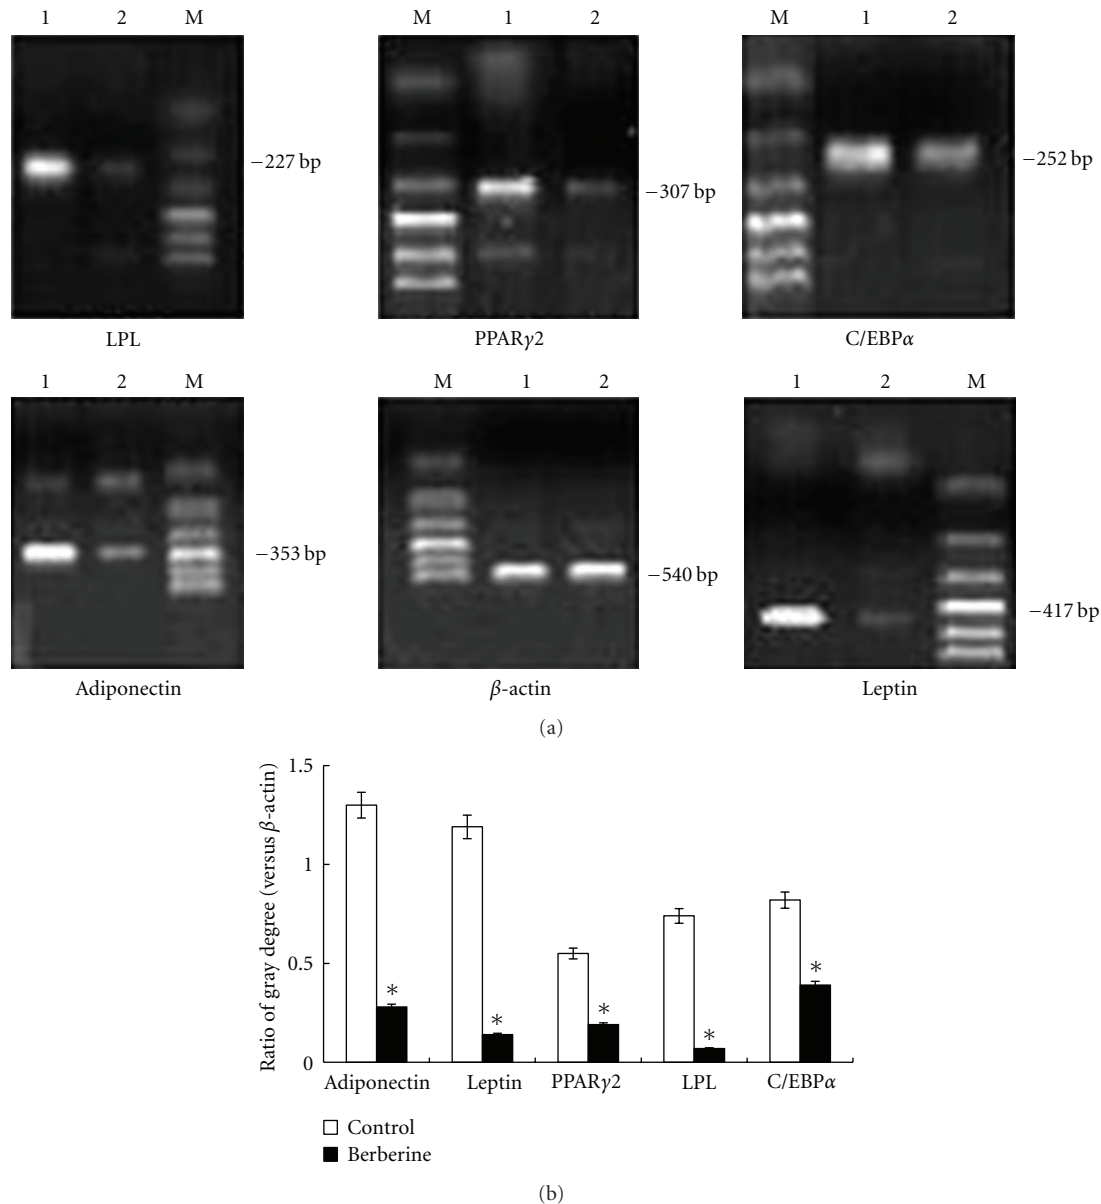 1 2 M
M 1 2
M 1 2
−227 bp
−307 bp
−252 bp
LPL
PPARγ2
C/EBPα
1 2 M
M 1 2
1 2 M
−353 bp
−540 bp
−417 bp
Adiponectin
β-actin
Leptin
(a)
Ratio of gray degree (versus β-actin)
1.5
1
0.5
0
* * * * *
Adiponectin Leptin PPARγ2 LPL C/EBPα
Control
Berberine
(b)